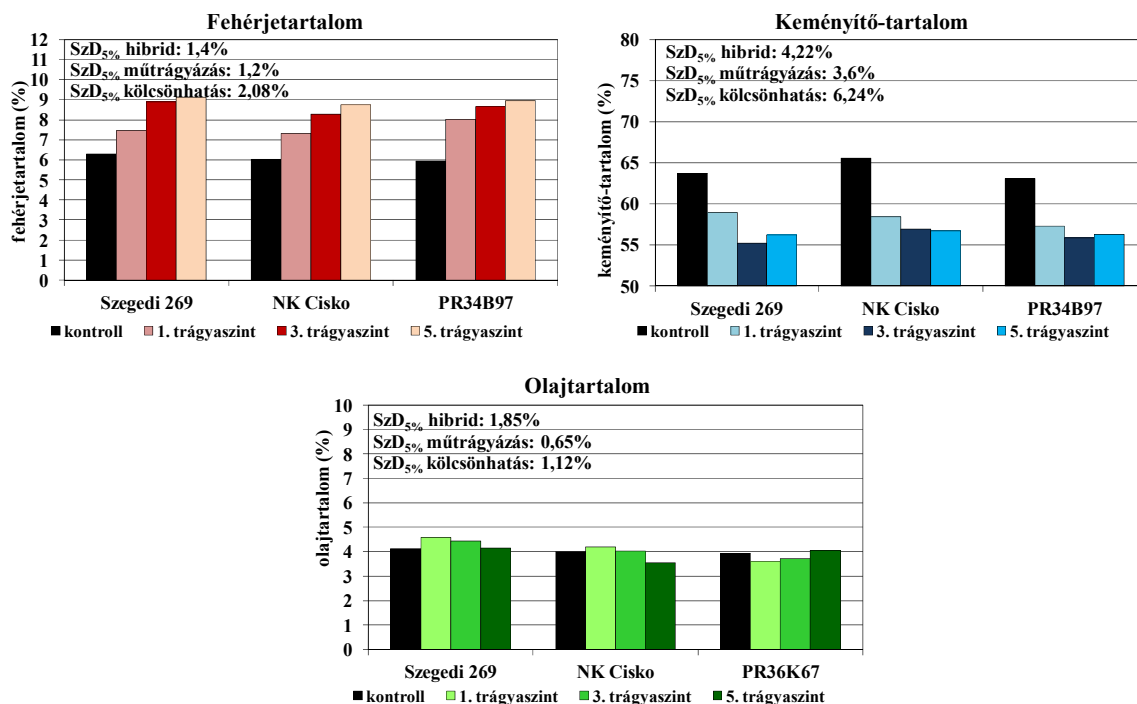 Fehérjetartalom
fehérjetartalom (%)
12
11
10
9
8
7
6
5
4
3
2
1
0
SzD5% hibrid: 1,4%
SzD5% műtrágyázás: 1,2%
SzD5% kölcsönhatás: 2,08%
Szegedi 269 NK Cisko PR34B97
kontroll 1. trágyaszint 3. trágyaszint 5. trágyaszint
Keményítő-tartalom
keményítő-tartalom (%)
80
75
70
65
60
55
50
SzD5% hibrid: 4,22%
SzD5% műtrágyázás: 3,6%
SzD5% kölcsönhatás: 6,24%
Szegedi 269 NK Cisko PR34B97
kontroll 1. trágyaszint 3. trágyaszint 5. trágyaszint
Olajtartalom
olajtartalom (%)
10
9
8
7
6
5
4
3
2
1
0
SzD5% hibrid: 1,85%
SzD5% műtrágyázás: 0,65%
SzD5% kölcsönhatás: 1,12%
Szegedi 269 NK Cisko PR36K67
kontroll 1. trágyaszint 3. trágyaszint 5. trágyaszint